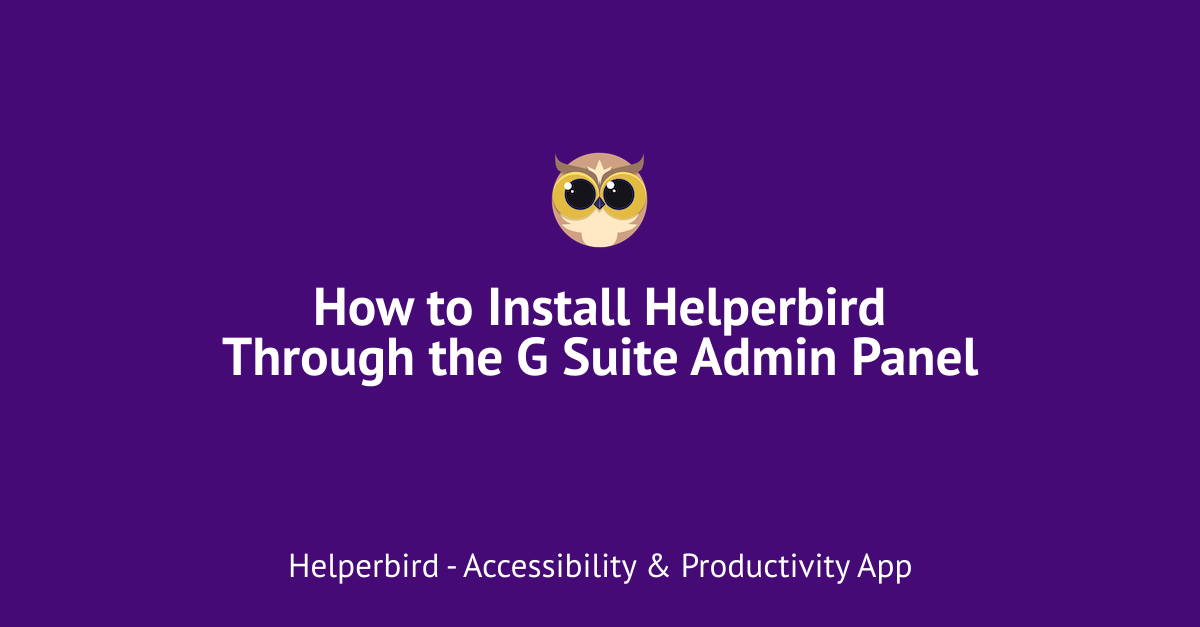 How to Install Helperbird
Through the G Suite Admin Panel
Helperbird - Accessibility & Productivity App